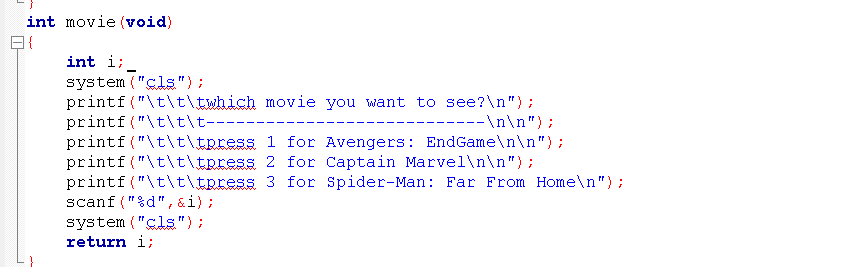 }
int movie(void)
{
int i;_
system("cls");
printf("\t\t\twhich movie you want to see?\n");
printf("\t\t\t----------------------------\n\n");
printf("\t\t\tpress 1 for Avengers: EndGame\n\n");
printf("\t\t\tpress 2 for Captain Marvel\n\n");
printf("\t\t\tpress 3 for Spider-Man: Far From Home\n");
scanf("%d",&i);
system("cls");
return i;
}